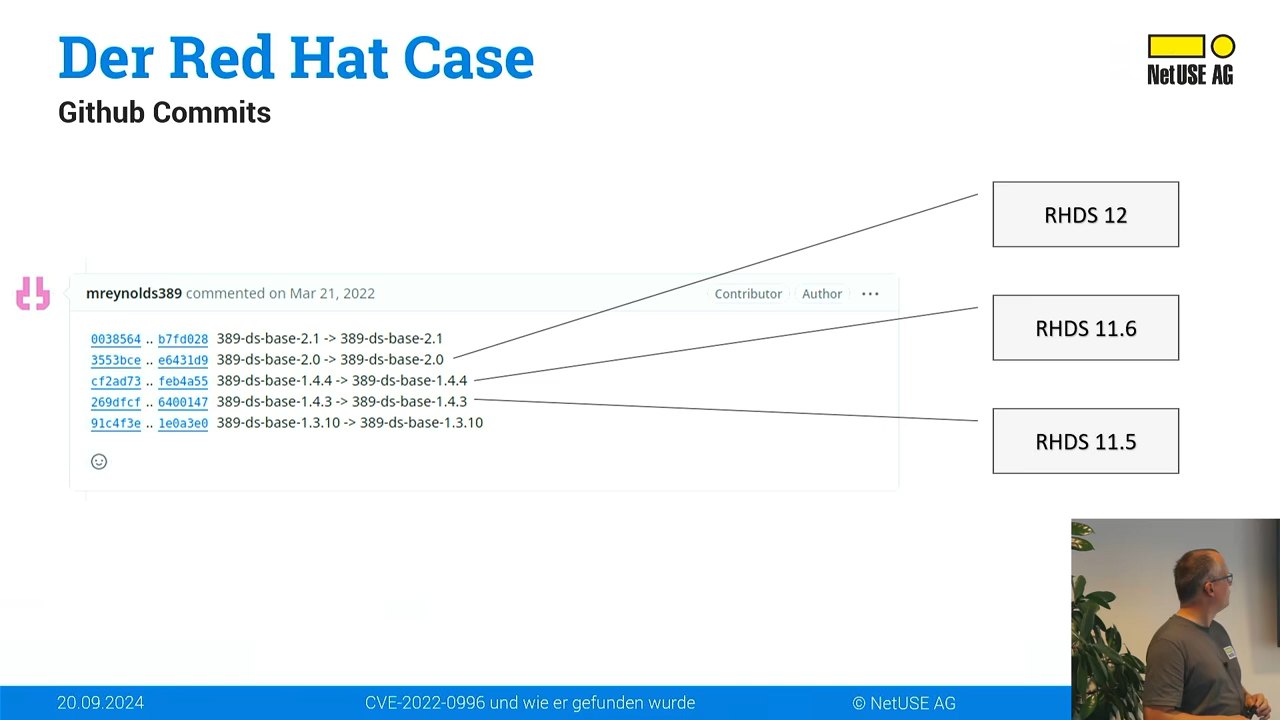 Der Red Hat Case
Github Commits
NetUSE AG
RHDS 12
mreynolds389 commented on Mar 21, 2022 Contributor Author
RHDS 11.6
0038564 .. b7fd028 389-ds-base-2.1 -> 389-ds-base-2.1
3553bce .. e6431d9 389-ds-base-2.0 -> 389-ds-base-2.0
cf2ad73 .. feb4a55 389-ds-base-1.4.4 -> 389-ds-base-1.4.4
269dfcf .. 6400147 389-ds-base-1.4.3 -> 389-ds-base-1.4.3
91c4f3e .. 1e0a3e0 389-ds-base-1.3.10 -> 389-ds-base-1.3.10
RHDS 11.5
20.09.2024 CVE-2022-0996 und wie er gefunden wurde © NetUSE AG